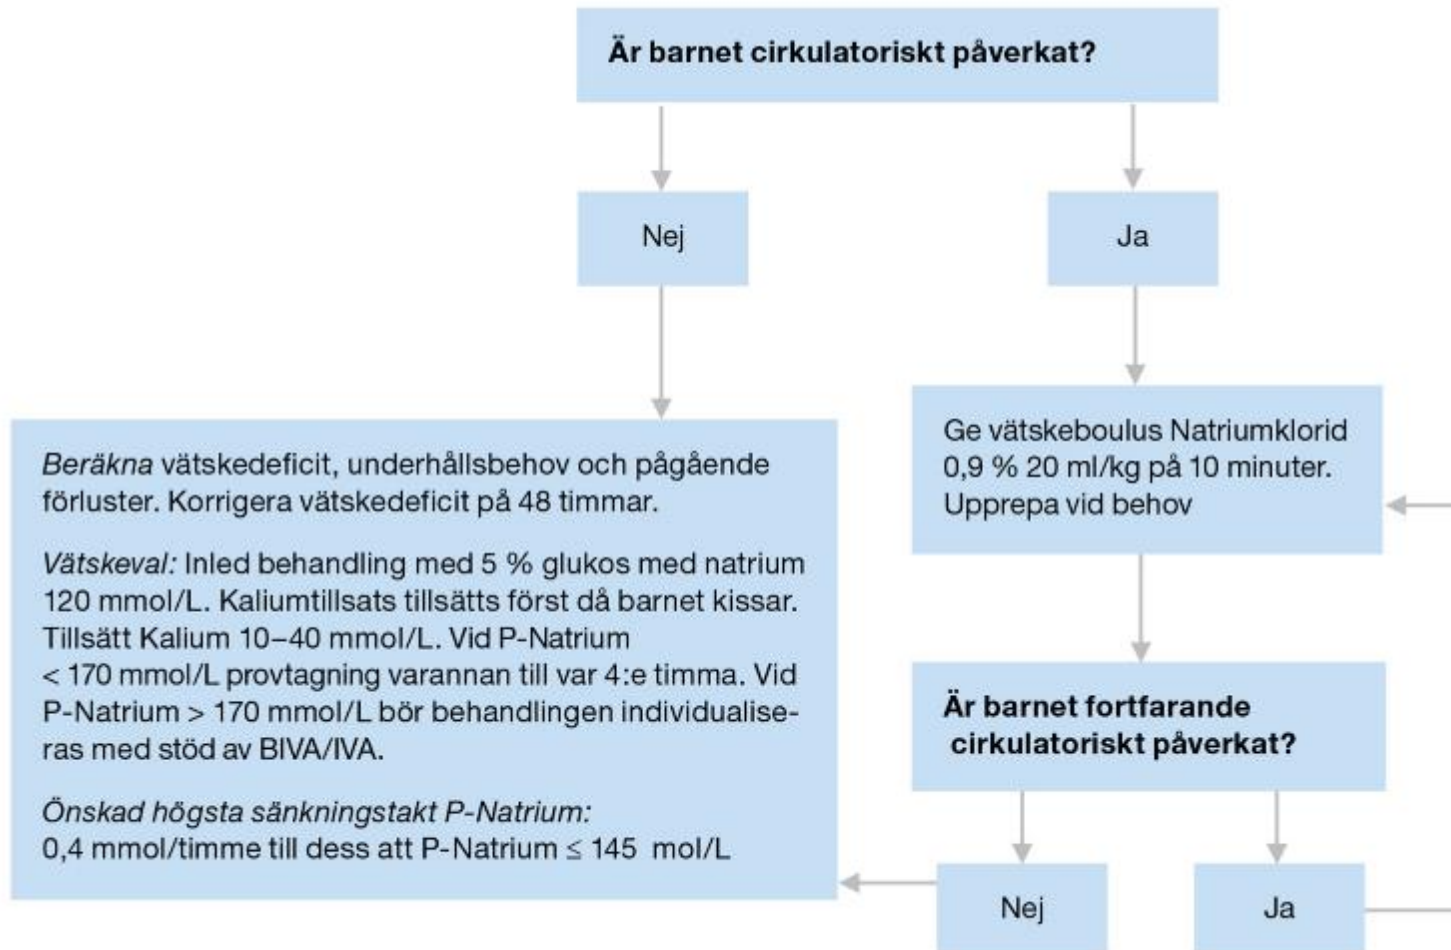 Är barnet cirkulatoriskt påverkat?
Nej
Ja
Beräkna vätskedeficit, underhållsbehov och pågående
förluster. Korrigera vätskedeficit på 48 timmar.
Vätskeval: Inled behandling med 5 % glukos med natrium
120 mmol/L. Kaliumtillsats tillsätts först då barnet kissar.
Tillsätt Kalium 10–40 mmol/L. Vid P-Natrium
< 170 mmol/L provtagning varannan till var 4:e timma. Vid
P-Natrium > 170 mmol/L bör behandlingen individualise-
ras med stöd av BIVA/IVA.
Önskad högsta sänkningstakt P-Natrium:
0,4 mmol/timme till dess att P-Natrium ≤ 145 mol/L
Ge vätskeboulus Natriumklorid
0,9 % 20 ml/kg på 10 minuter.
Upprepa vid behov
Är barnet fortfarande
cirkulatoriskt påverkat?
Nej
Ja